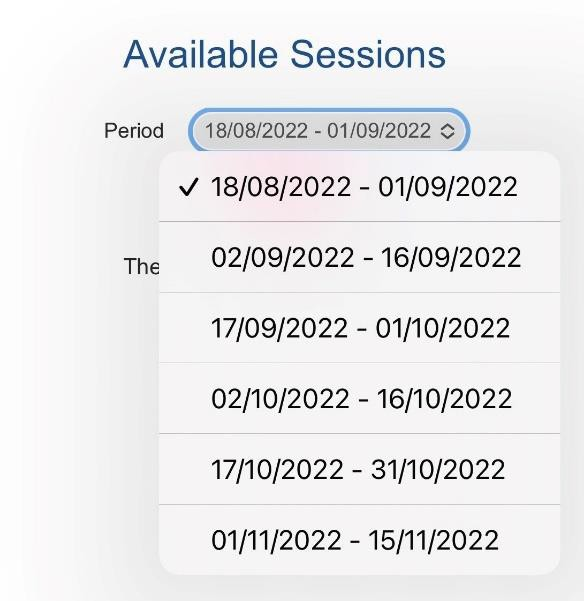 Available Sessions
Period 18/08/2022 - 01/09/2022
✓ 18/08/2022 - 01/09/2022
02/09/2022 - 16/09/2022
The
17/09/2022 - 01/10/2022
02/10/2022 - 16/10/2022
17/10/2022 - 31/10/2022
01/11/2022 - 15/11/2022